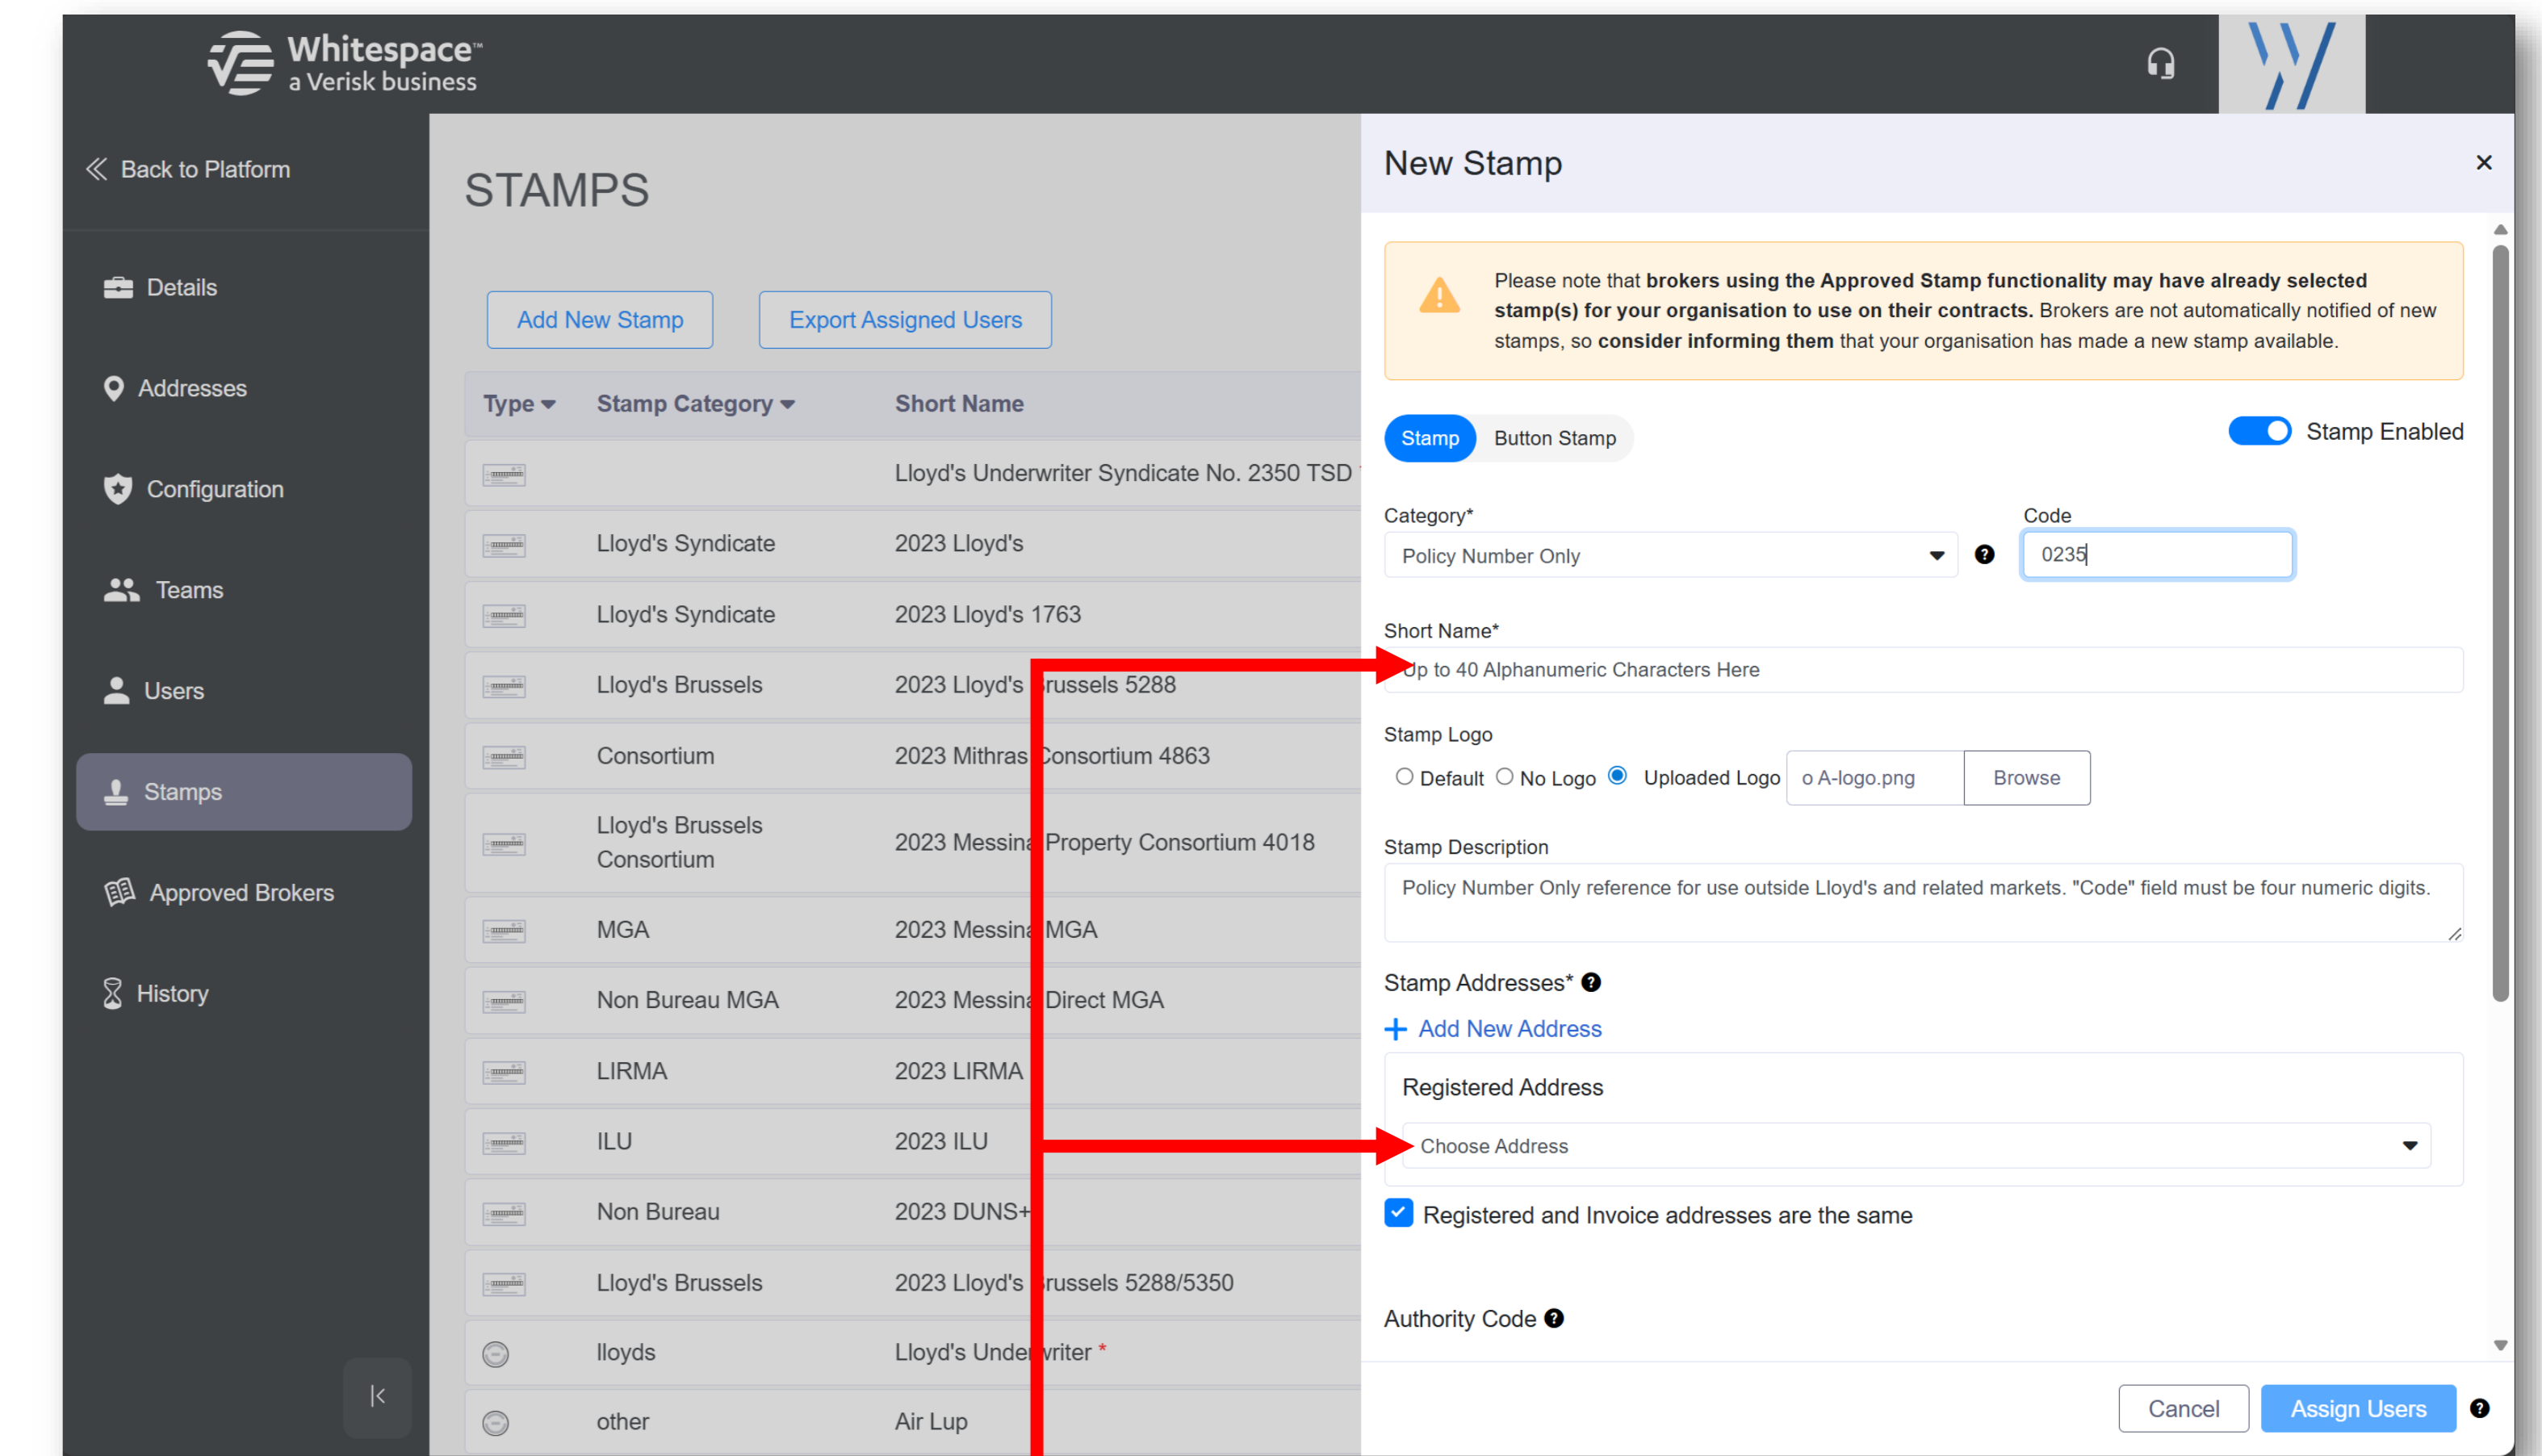 Whitespace™
a Verisk business
Back to Platform
Details
Addresses
Configuration
Teams
Users
Stamps
Approved Brokers
History
STAMPS
Add New Stamp
Export Assigned Users
Type Stamp Category Short Name
Lloyd's Underwriter Syndicate No. 2350 TSD
Lloyd's Syndicate 2023 Lloyd's
Lloyd's Syndicate 2023 Lloyd's 1763
Lloyd's Brussels 2023 Lloyd's Brussels 5288
Consortium 2023 Mithras Consortium 4863
Lloyd's Brussels
Consortium
2023 Messina Property Consortium 4018
MGA 2023 Messina MGA
Non Bureau MGA 2023 Messina Direct MGA
LIRMA 2023 LIRMA
ILU 2023 ILU
Non Bureau 2023 DUNS+
Lloyd's Brussels 2023 Lloyd's Brussels 5288/5350
lloyds Lloyd's Underwriter *
other Air Lup
New Stamp
Please note that brokers using the Approved Stamp functionality may have already selected
stamp(s) for your organisation to use on their contracts. Brokers are not automatically notified of new
stamps, so consider informing them that your organisation has made a new stamp available.
Stamp Button Stamp
Stamp Enabled
Category* Code
Policy Number Only 0235
Short Name*
Up to 40 Alphanumeric Characters Here
Stamp Logo
Default No Logo Uploaded Logo o A-logo.png Browse
Stamp Description
Policy Number Only reference for use outside Lloyd's and related markets. "Code" field must be four numeric digits.
Stamp Addresses*
Add New Address
Registered Address
Choose Address
Registered and Invoice addresses are the same
Authority Code
Cancel Assign Users